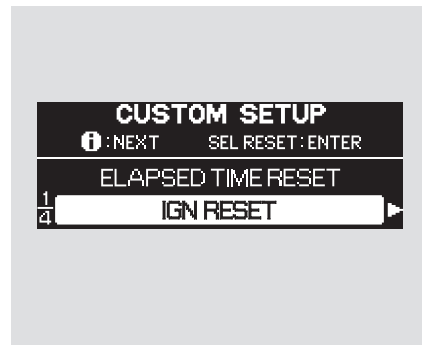 CUSTOM SETUP
i:NEXT SEL RESET:ENTER
ELAPSED TIME RESET
1/4
IGN RESET